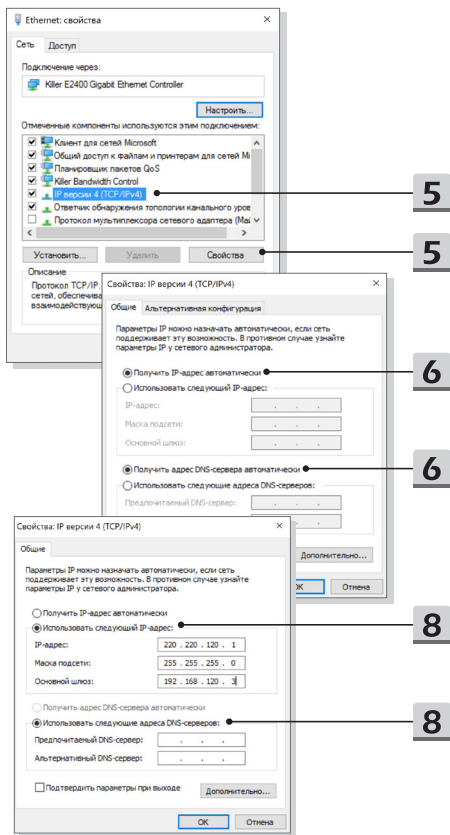 Ethernet: свойства
Сеть Доступ
Подключение через:
Killer E2400 Gigabit Ethernet Controller
Настроить...
Отмеченные компоненты используются этим подключением:
Клиент для сетей Microsoft
Общий доступ к файлам и принтерам для сетей Mi
Планировщик пакетов QoS
Killer Bandwidth Control
IP версии 4 (TCP/IPv4)
5
Ответчик обнаружения топологии канального уров
Протокол мультиплексора сетевого адаптера (Mai
Установить... Удалить Свойства
5
Описание
Протокол TCP/IP.
сетей, обеспечива
взаимодействующ
Свойства: IP версии 4 (TCP/IPv4)
Общие Альтернативная конфигурация
Параметры IP можно назначать автоматически, если сеть
поддерживает эту возможность. В противном случае узнайте
параметры IP у сетевого администратора.
Получить IP-адрес автоматически
6
Использовать следующий IP-адрес:
IP-адрес:
Маска подсети:
Основной шлюз:
Получить адрес DNS-сервера автоматически
6
Использовать следующие адреса DNS-серверов:
Предпочитаемый DNS-сервер:
Дополнительно...
ОК Отмена
Свойства: IP версии 4 (TCP/IPv4)
Общие
Параметры IP можно назначать автоматически, если сеть
поддерживает эту возможность. В противном случае узнайте
параметры IP у сетевого администратора.
Получить IP-адрес автоматически
Использовать следующий IP-адрес:
8
IP-адрес: 220 . 220 . 120 . 1
Маска подсети: 255 . 255 . 255 . 0
Основной шлюз: 192 . 168 . 120 . 3
Получить адрес DNS-сервера автоматически
Использовать следующие адреса DNS-серверов:
8
Предпочитаемый DNS-сервер: . . .
Альтернативный DNS-сервер: . . .
Подтвердить параметры при выходе Дополнительно...
ОК Отмена